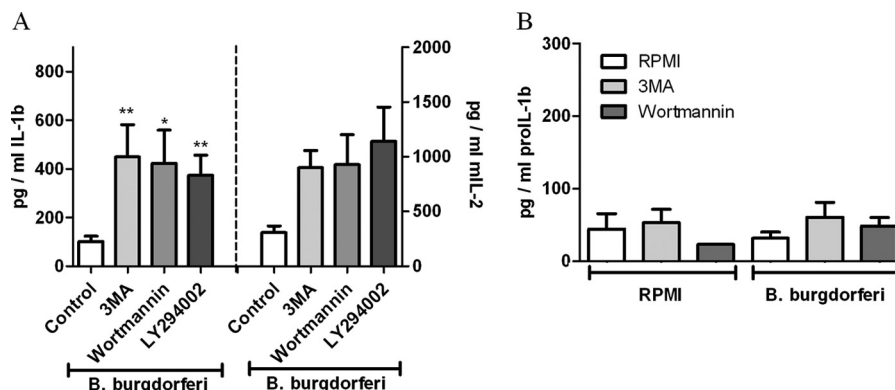 A
pg / ml IL-1b
800
600
400
200
0
**
*
**
Control
3MA
Wortmannin
LY294002
B. burgdorferi
2000
1500
1000
500
0
pg / ml mIL-2
Control
3MA
Wortmannin
LY294002
B. burgdorferi
B
pg / ml proIL-1b
300
200
100
0
RPMI
3MA
Wortmannin
RPMI
B. burgdorferi